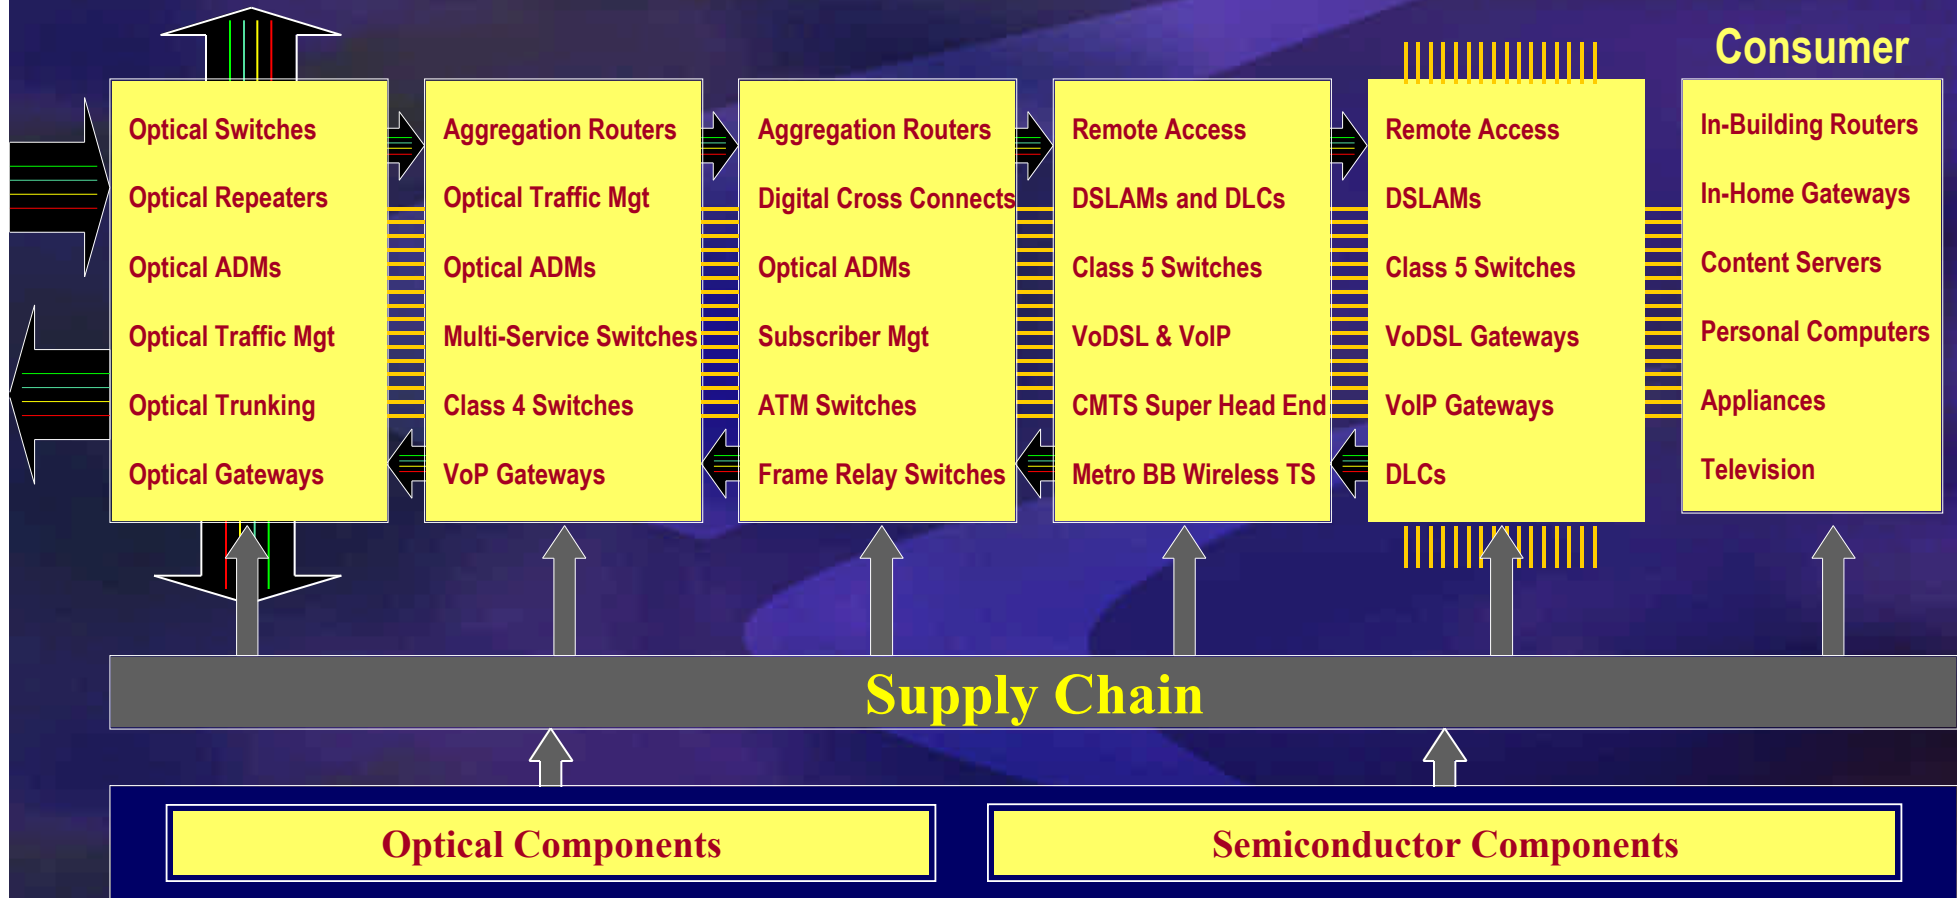 Consumer
Optical Switches
Optical Repeaters
Optical ADMs
Optical Traffic Mgt
Optical Trunking
Optical Gateways
Aggregation Routers
Optical Traffic Mgt
Optical ADMs
Multi-Service Switches
Class 4 Switches
VoP Gateways
Aggregation Routers
Digital Cross Connects
Optical ADMs
Subscriber Mgt
ATM Switches
Frame Relay Switches
Remote Access
DSLAMs and DLCs
Class 5 Switches
VoDSL & VoIP
CMTS Super Head End
Metro BB Wireless TS
Remote Access
DSLAMs
Class 5 Switches
VoDSL Gateways
VoIP Gateways
DLCs
In-Building Routers
In-Home Gateways
Content Servers
Personal Computers
Appliances
Television
Supply Chain
Optical Components
Semiconductor Components